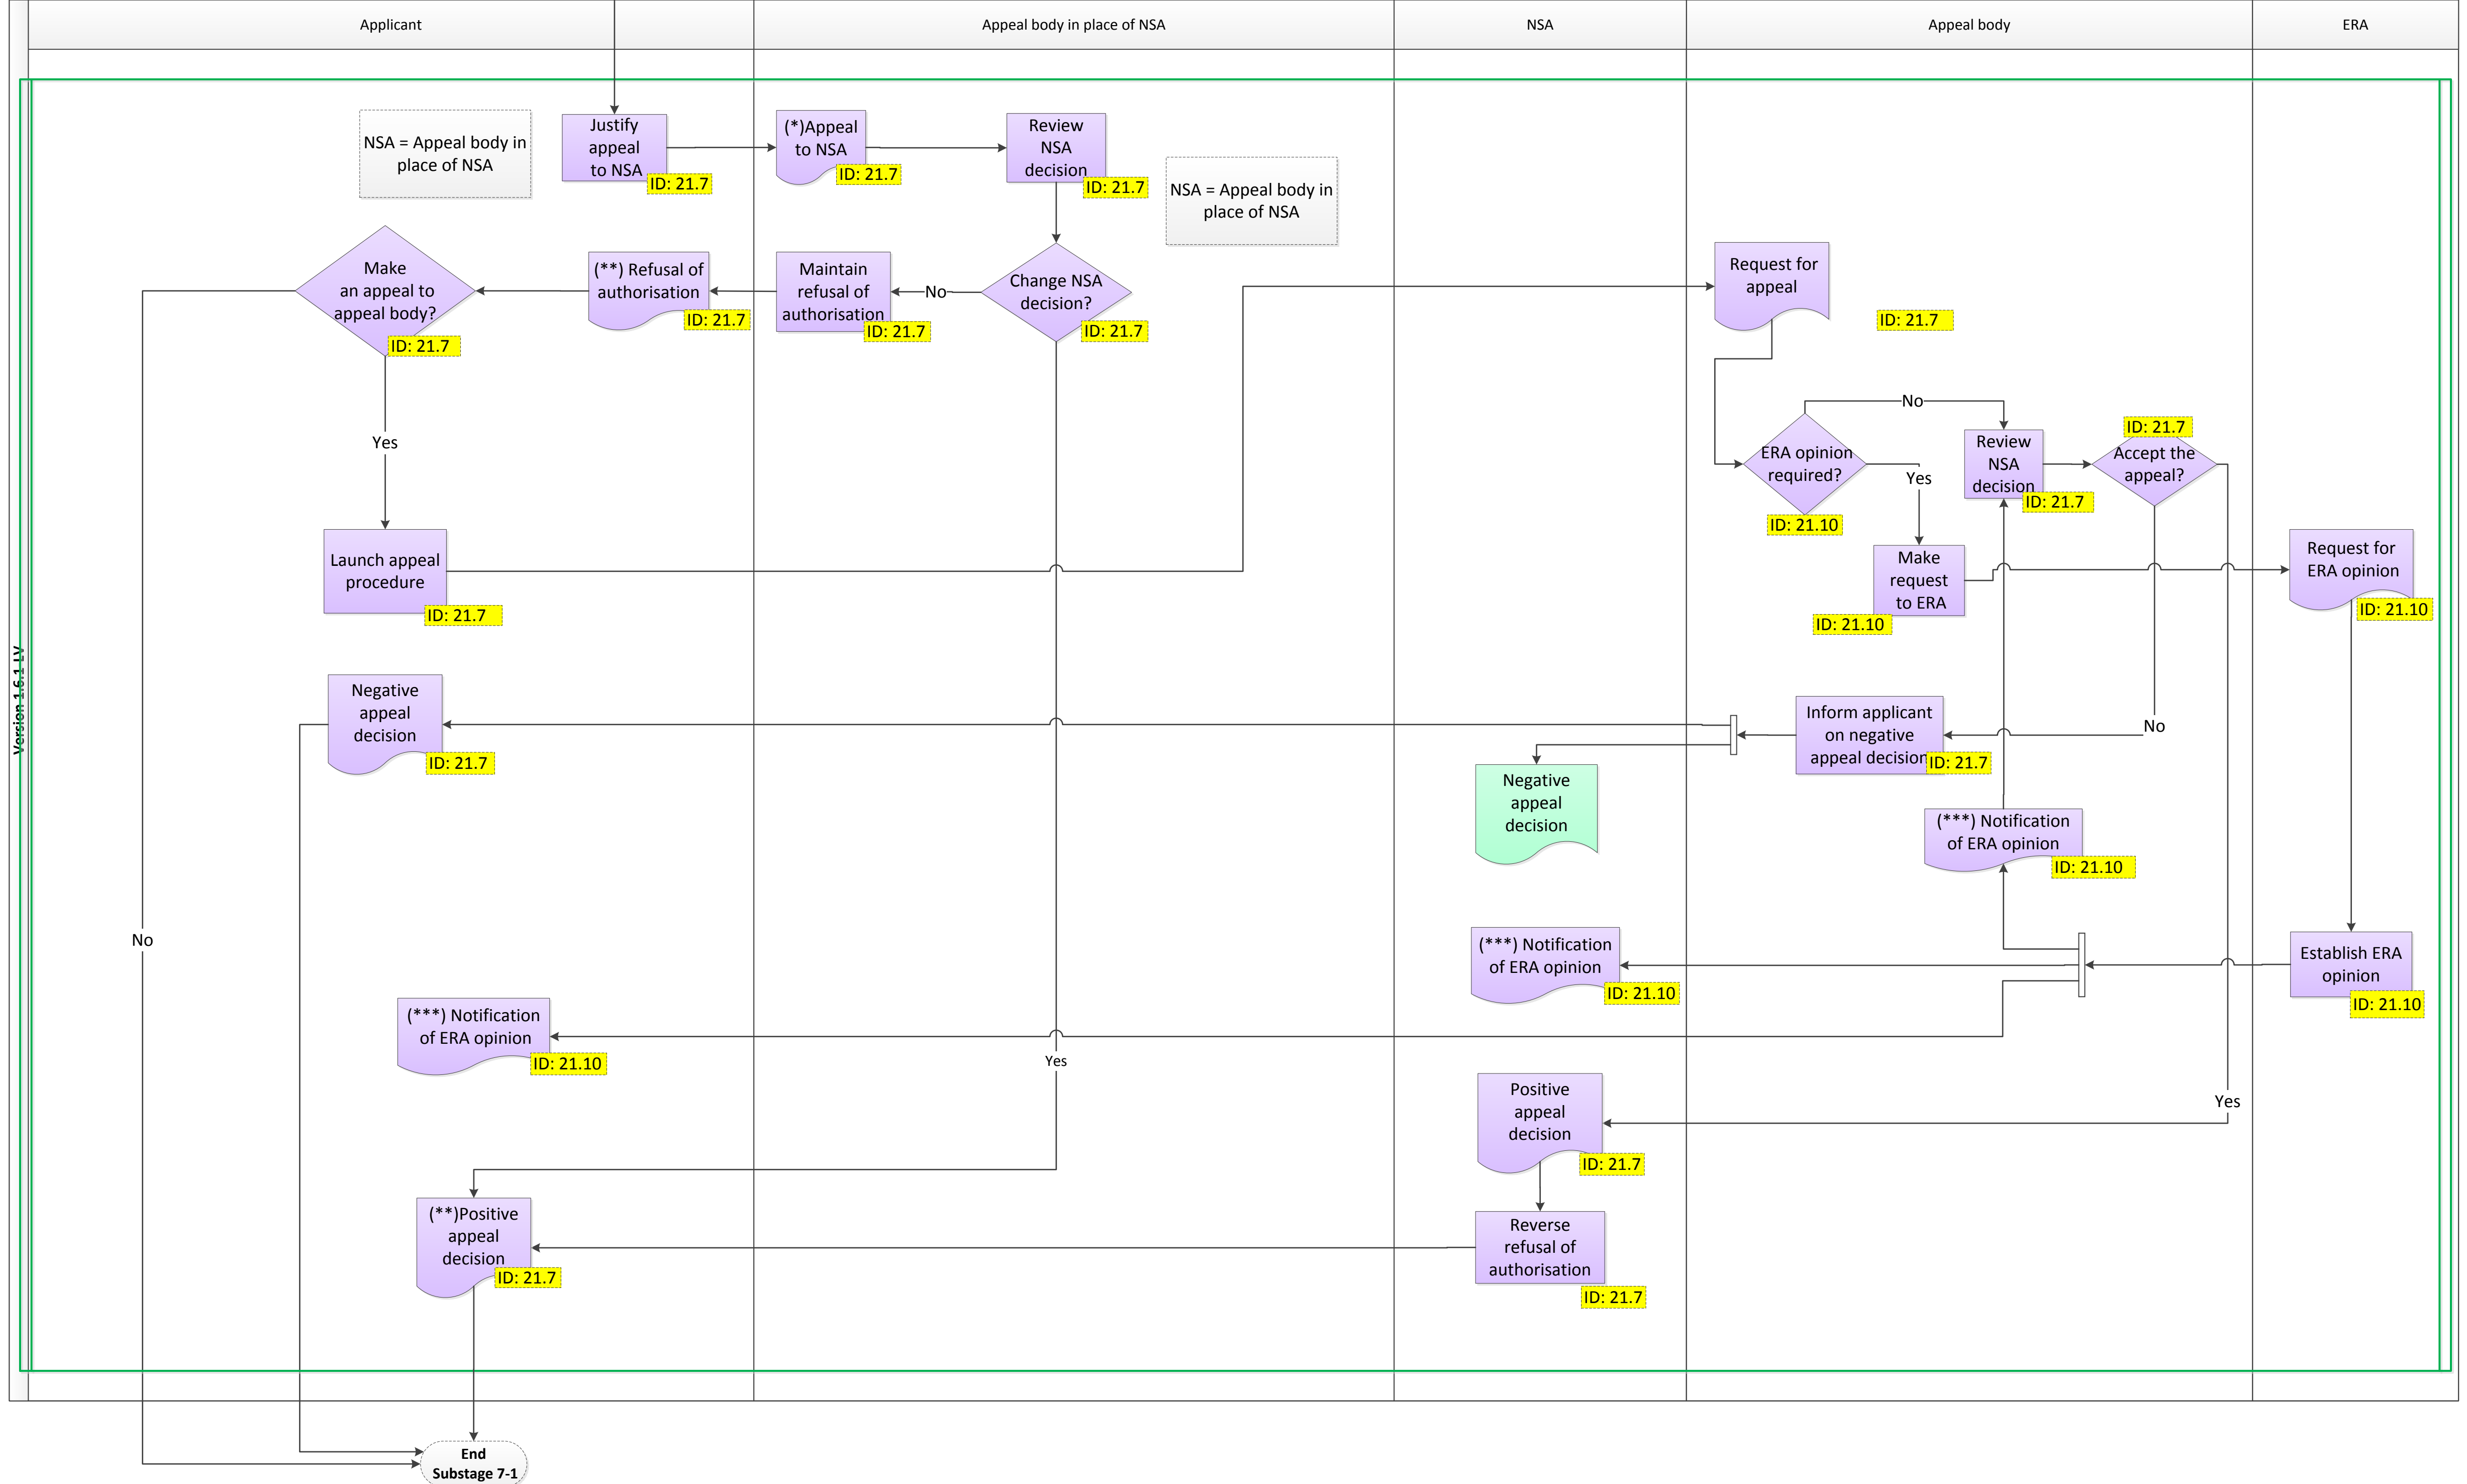 Applicant
Appeal body in place of NSA
NSA
Appeal body
ERA
Version 1.6.1 LV
NSA = Appeal body in
place of NSA
Justify
appeal
to NSA
ID: 21.7
(*)Appeal
to NSA
ID: 21.7
Review
NSA
decision
ID: 21.7
NSA = Appeal body in
place of NSA
Make
an appeal to
appeal body?
ID: 21.7
(**) Refusal of
authorisation
ID: 21.7
Maintain
refusal of
authorisation
ID: 21.7
No
Change NSA
decision?
ID: 21.7
Request for
appeal
ID: 21.7
Yes
No
ERA opinion
required?
ID: 21.10
Yes
Review
NSA
decision
ID: 21.7
ID: 21.7
Accept the
appeal?
Launch appeal
procedure
ID: 21.7
Make
request
to ERA
ID: 21.10
Request for
ERA opinion
ID: 21.10
Negative
appeal
decision
ID: 21.7
Inform applicant
on negative
appeal decision
ID: 21.7
No
Negative
appeal
decision
(***) Notification
of ERA opinion
ID: 21.10
No
(***) Notification
of ERA opinion
ID: 21.10
Establish ERA
opinion
ID: 21.10
(***) Notification
of ERA opinion
ID: 21.10
Yes
Positive
appeal
decision
ID: 21.7
Yes
(**)Positive
appeal
decision
ID: 21.7
Reverse
refusal of
authorisation
ID: 21.7
End
Substage 7-1